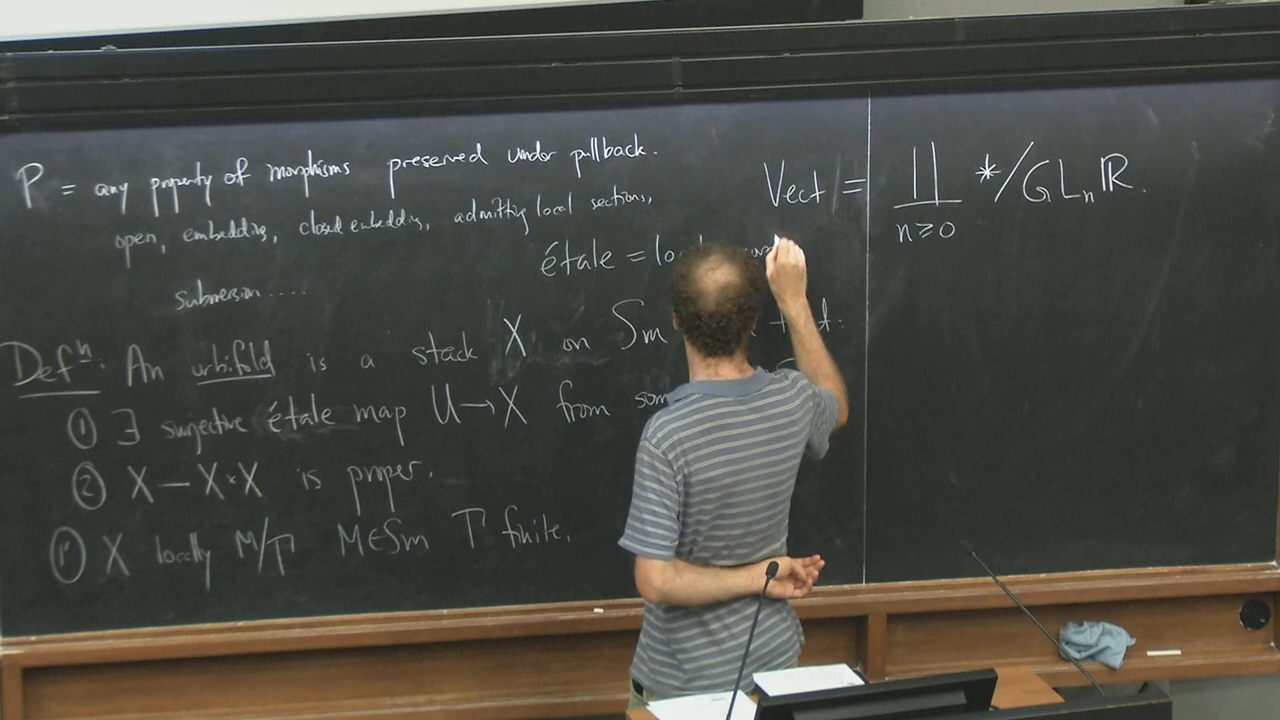 P = any property of morphisms preserved under pullback.
open, embedding, closed embedding, admitting local sections,
étale = lo
submersion ....
Defⁿ: An orbifold is a stack X on Sm
① ∃ surjective étale map U→X from som
② X → X×X is proper.
①' X locally M/Γ M∈Sm Γ finite.
Vect = ∐ */GLₙℝ.
n≥0